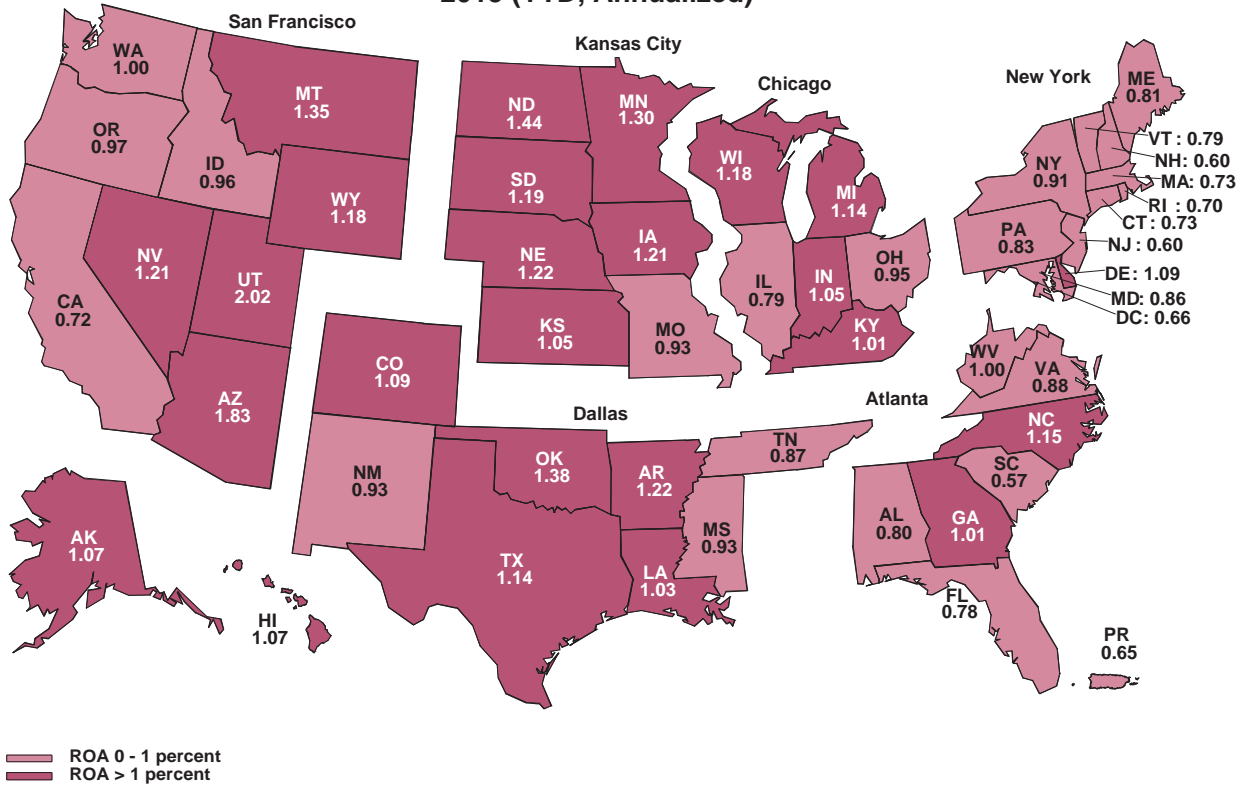 (YTD, Annualized)
San Francisco
Kansas City
Chicago
New York
WA
1.00
MT
1.35
OR
0.97
ID
0.96
WY
1.18
NV
1.21
UT
2.02
CA
0.72
AZ
1.83
CO
1.09
NM
0.93
AK
1.07
HI
1.07
ND
1.44
MN
1.30
SD
1.19
NE
1.22
IA
1.21
KS
1.05
MO
0.93
WI
1.18
MI
1.14
IL
0.79
IN
1.05
OH
0.95
KY
1.01
ME
0.81
VT : 0.79
NH: 0.60
MA: 0.73
RI : 0.70
CT: 0.73
NJ : 0.60
DE: 1.09
MD: 0.86
DC: 0.66
NY
0.91
PA
0.83
Dallas
Atlanta
OK
1.38
AR
1.22
TX
1.14
LA
1.03
TN
0.87
MS
0.93
WV
1.00
VA
0.88
NC
1.15
SC
0.57
AL
0.80
GA
1.01
FL
0.78
PR
0.65
ROA 0 - 1 percent
ROA > 1 percent